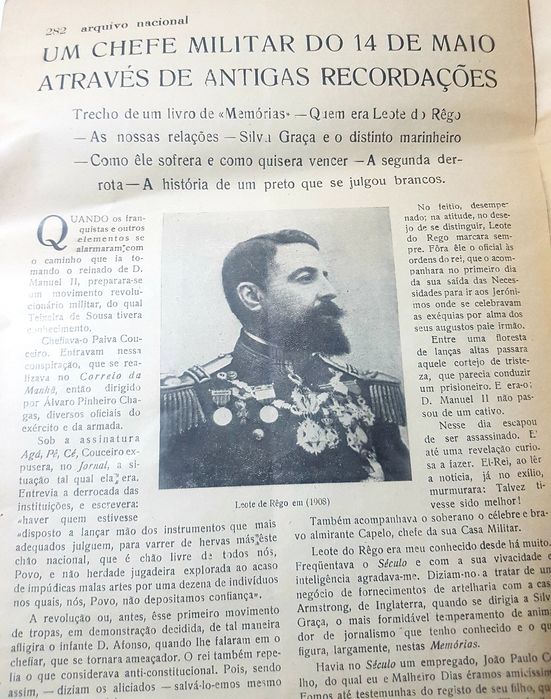 282 arquivo nacional
UM CHEFE MILITAR DO 14 DE MAIO
ATRAVÉS DE ANTIGAS RECORDAÇÕES
Trecho de um livro de «Memórias» — Quem era Leote do Rêgo
— As nossas relações — Silva Graça e o distinto marinheiro
— Como êle sofrera e como quisera vencer — A segunda der-
rota — A história de um preto que se julgou brancos.
QUANDO os fran-
quistas e outros
elementos se
alarmaram, com
o caminho que ia to-
mando o reinado de D.
Manuel II, preparara-se
um movimento revolu-
cionário militar, do qual
Teixeira de Sousa tivera
conhecimento.
Chefiava-o Paiva Cou-
ceiro. Entravam nessa
conspiração, que se rea-
lizava no Correio da
Manhã, então dirigido
por Álvaro Pinheiro Cha-
gas, diversos oficiais do
exército e da armada.
Sob a assinatura
Agá, Pê, Cê, Couceiro ex-
pusera, no Jornal, a si-
tuação tal qual ela era.
Entrevia a derrocada das
instituições, e escrevera:
«haver quem estivesse
«disposto a lançar mão dos instrumentos que mais
adequados julguem, para varrer de hervas más êste
chão nacional, que é chão livre de todos nós,
Povo, e não herdade jugadeira explorada ao acaso
de impúdicas malas artes por uma dezena de indivíduos
nos quais, nós, Povo, não depositamos confiança».
A revolução ou, antes, êsse primeiro movimento
de tropas, em demonstração decidida, de tal maneira
afligira o infante D. Afonso, quando lhe falaram em o
chefiar, que se tornara ameaçador. O rei também repe-
lia o que considerava anti-constitucional. Pois, sendo
assim, — diziam os aliciados — salvá-lo-emos mesmo
Leote de Rêgo em (1908)
No feitio, desempe-
nado; na atitude, no dese-
jo de se distinguir, Leote
do Rego marcara sem-
pre. Fôra êle o oficial às
ordens do rei, que o acom-
panhara no primeiro dia
da sua saída das Neces-
sidades para ir aos Jeróni-
mos onde se celebravam
as exéquias por alma dos
seus augustos pai e irmão.
Entre uma floresta
de lanças altas passara
aquele cortejo de triste-
za, que parecia conduzir
um prisioneiro. E era-o;
D. Manuel II não pas-
sou de um cativo.
Nesse dia escapou
de ser assassinado. E'
até uma revelação curio-
sa a fazer. El-Rei, ao lêr
a noticia, já no exílio,
murmurara: Talvez ti-
vesse sido melhor!
Também acompanhava o soberano o célebre e bra-
vo almirante Capelo, chefe da sua Casa Militar.
Leote do Rêgo era meu conhecido desde há muito.
Freqüentava o Século e com a sua vivacidade e
inteligência agradava-me. Diziam-no a tratar de um
negócio de fornecimentos de artelharia com a casa
Armstrong, de Inglaterra, quando se dirigia a Silva
Graça, o mais formidável temperamento de anima-
dor de jornalismo que tenho conhecido e o que
figura, largamente, nestas Memórias.
Havia no Século um empregado, João Paulo
lho, do qual eu e Malheiro Dias éramos amicíssi
Fomos até testemunhas do registo de seu filho,